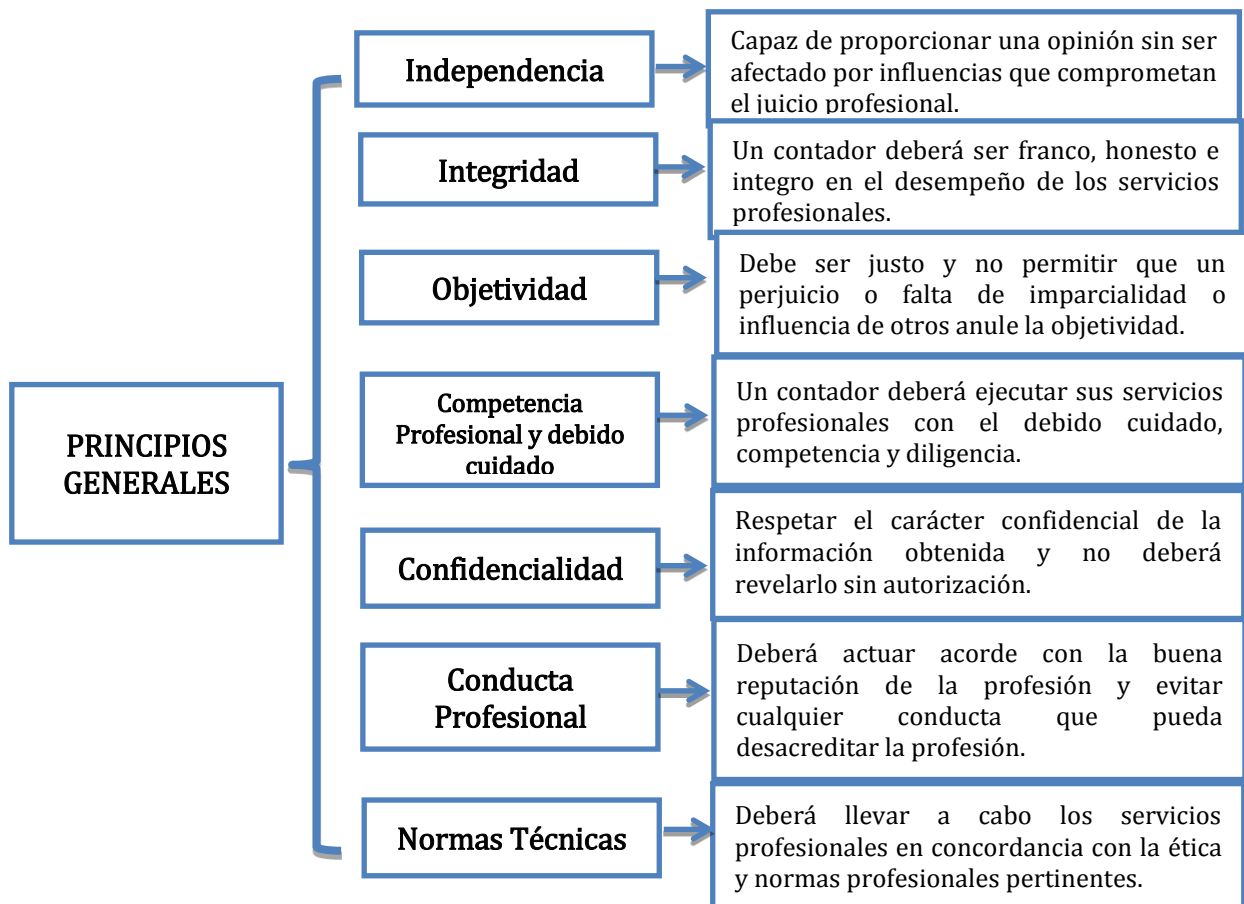 PRINCIPIOS
GENERALES
Independencia
Capaz de proporcionar una opinión sin ser
afectado por influencias que comprometan
el juicio profesional.
Integridad
Un contador deberá ser franco, honesto e
integro en el desempeño de los servicios
profesionales.
Objetividad
Debe ser justo y no permitir que un
perjuicio o falta de imparcialidad o
influencia de otros anule la objetividad.
Competencia
Profesional y debido
cuidado
Un contador deberá ejecutar sus servicios
profesionales con el debido cuidado,
competencia y diligencia.
Confidencialidad
Respetar el carácter confidencial de la
información obtenida y no deberá
revelarlo sin autorización.
Conducta
Profesional
Deberá actuar acorde con la buena
reputación de la profesión y evitar
cualquier conducta que pueda
desacreditar la profesión.
Normas Técnicas
Deberá llevar a cabo los servicios
profesionales en concordancia con la ética
y normas profesionales pertinentes.